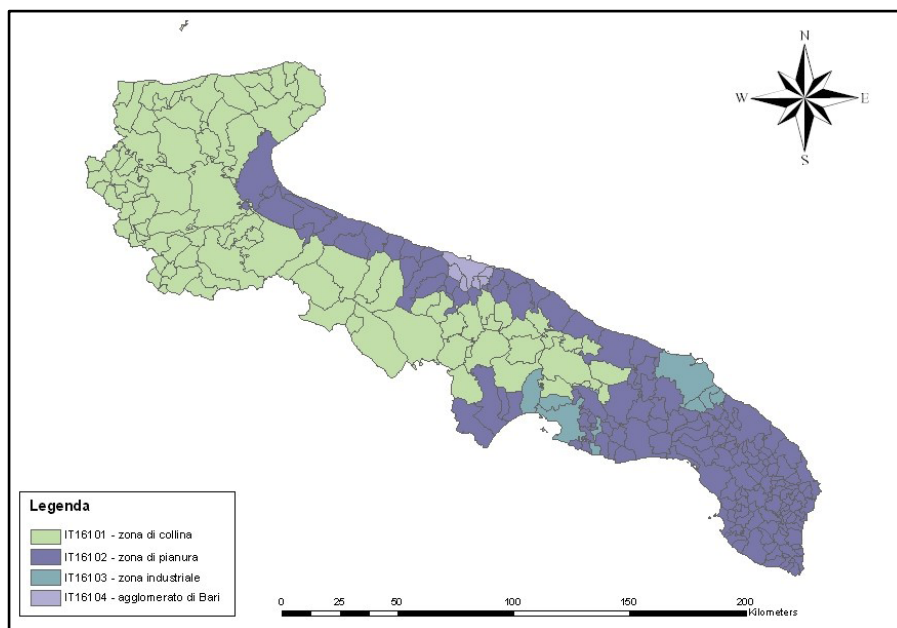 N
W E
S
Legenda
IT16101 - zona di collina
IT16102 - zona di pianura
IT16103 - zona industriale
IT16104 - agglomerato di Bari
0 25 50 100 150 200
Kilometers